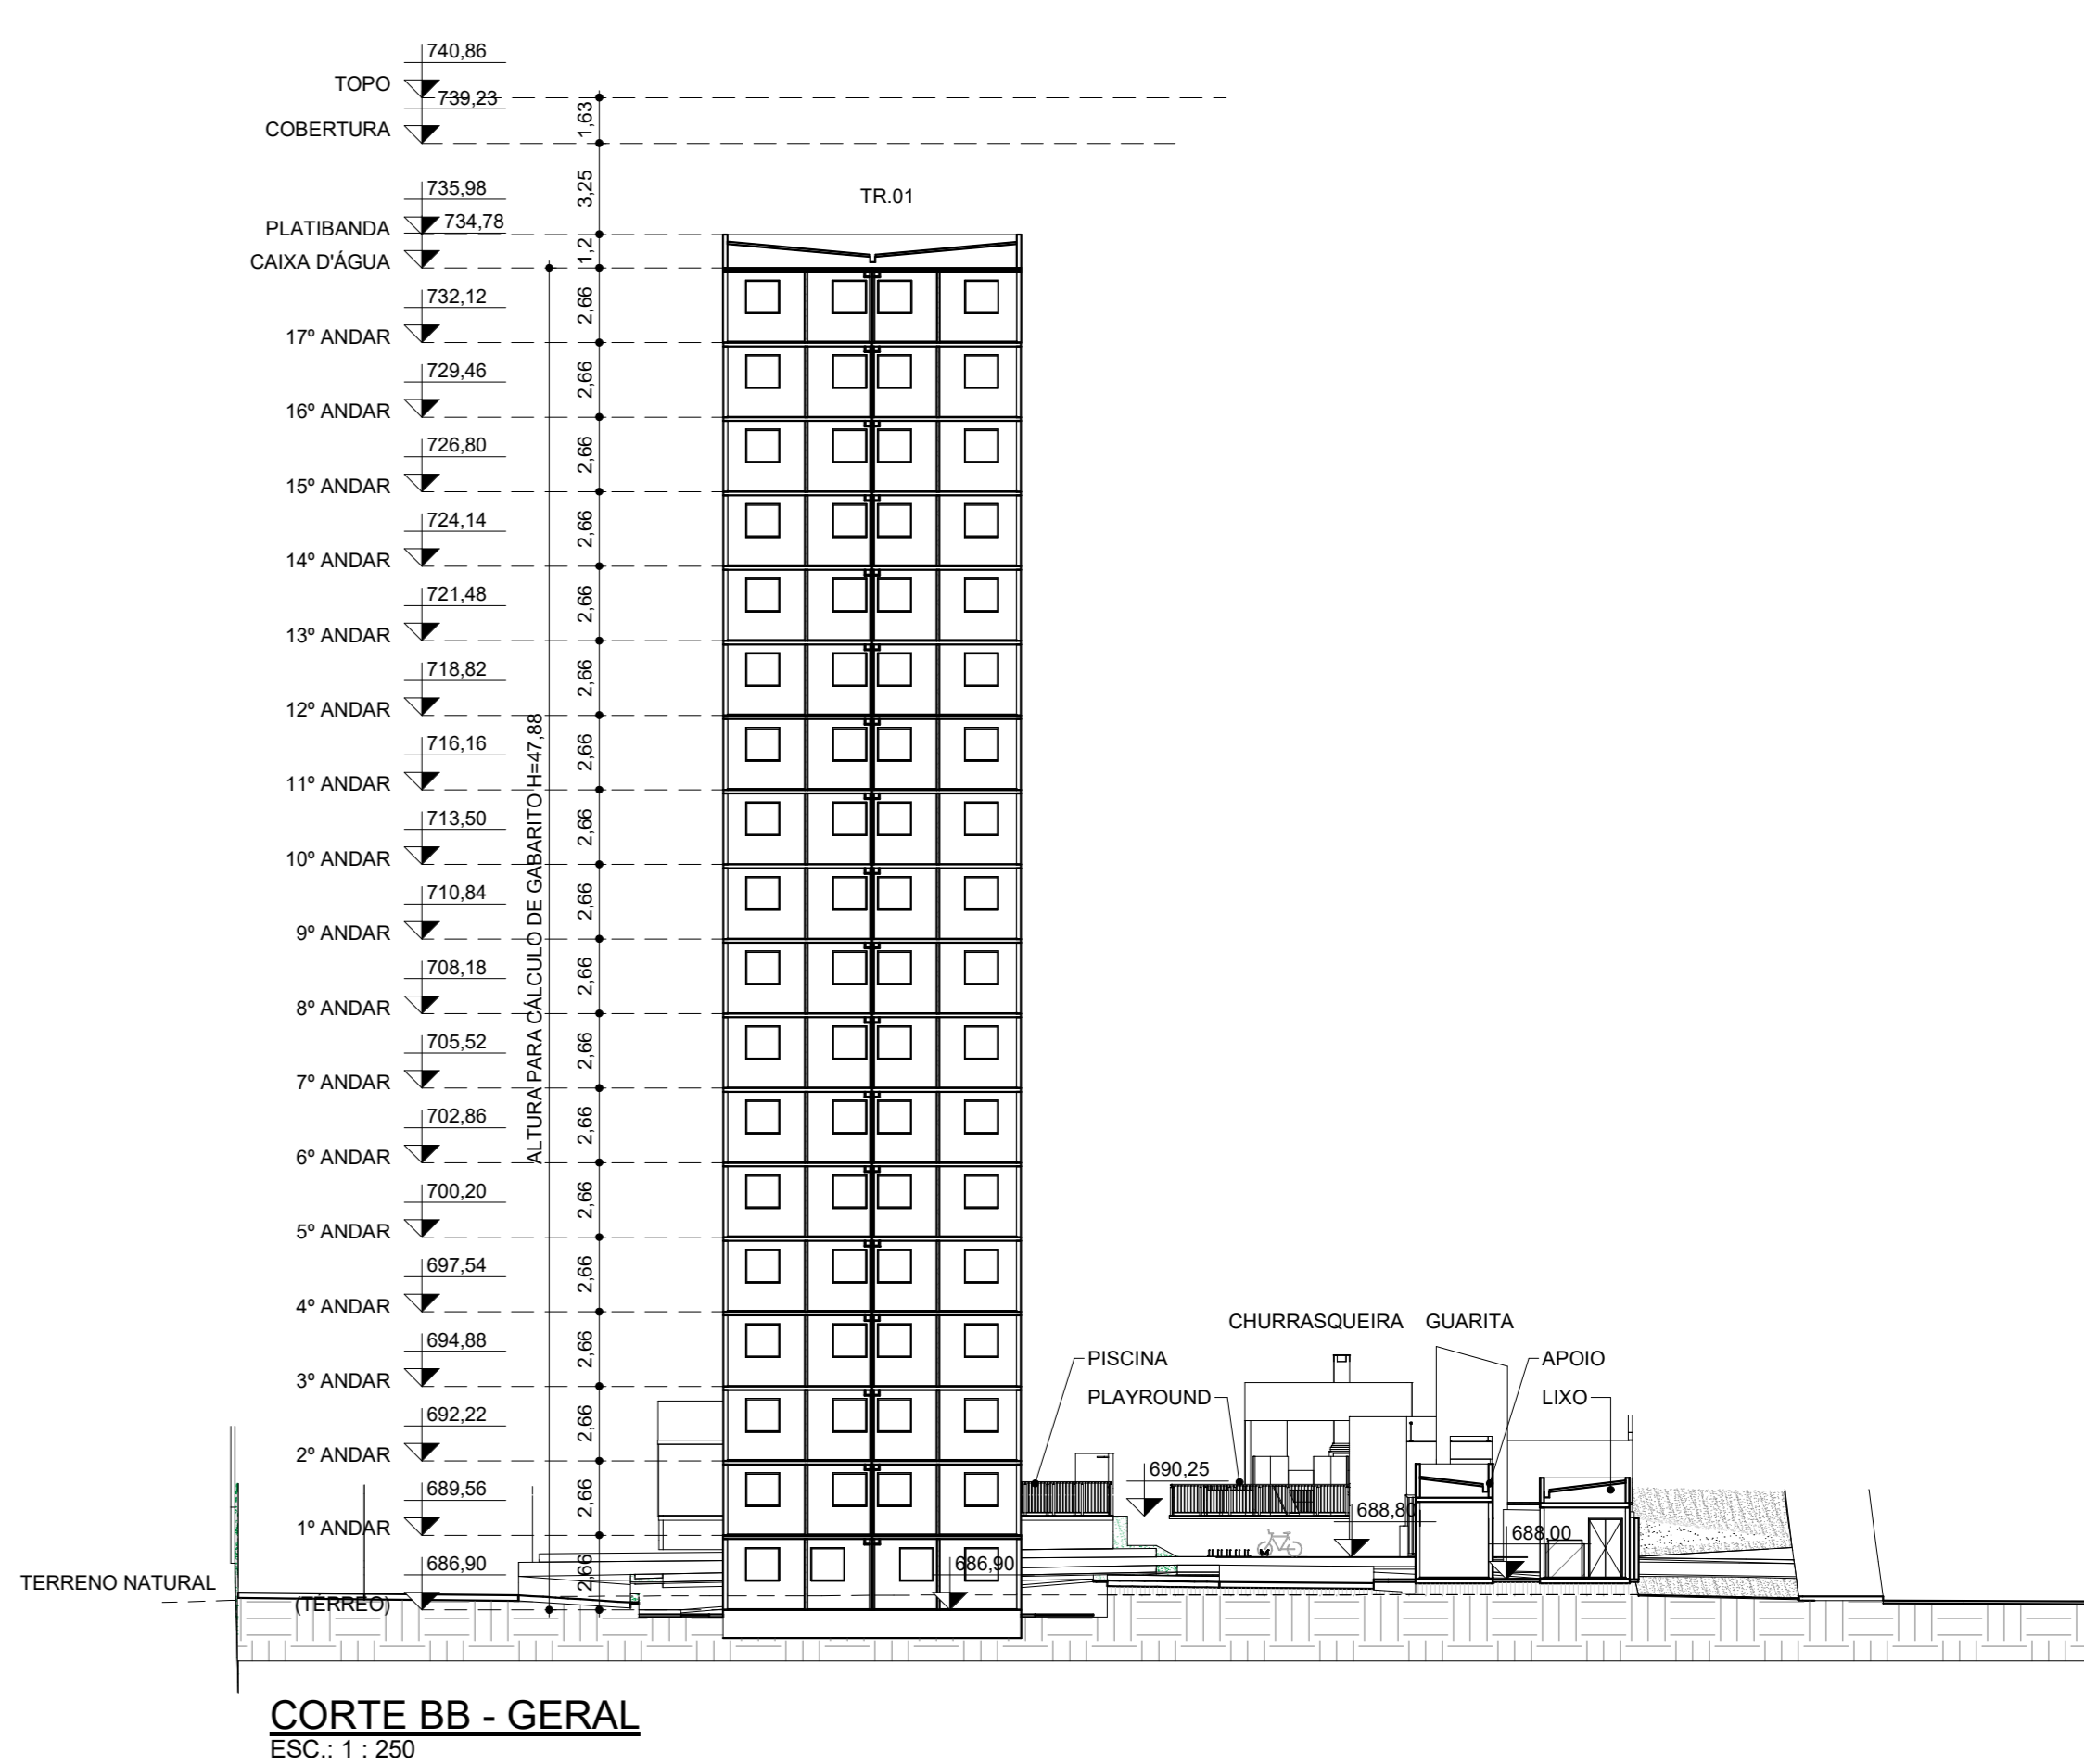 740,86
TOPO
739,23
1,63
COBERTURA
3,25
735,98
TR.01
PLATIBANDA
734,78
1,2
CAIXA D'ÁGUA
732,12
2,66
17º ANDAR
729,46
2,66
16º ANDAR
726,80
2,66
15º ANDAR
724,14
2,66
14º ANDAR
721,48
2,66
13º ANDAR
718,82
2,66
12º ANDAR
716,16
2,66
11º ANDAR
ALTURA PARA CÁLCULO DE GABARITO H=47,88
713,50
2,66
10º ANDAR
710,84
2,66
9º ANDAR
708,18
2,66
8º ANDAR
705,52
2,66
7º ANDAR
702,86
2,66
6º ANDAR
700,20
2,66
5º ANDAR
697,54
2,66
4º ANDAR
CHURRASQUEIRA GUARITA
694,88
2,66
3º ANDAR
PISCINA
APOIO
PLAYROUND
LIXO
692,22
2,66
2º ANDAR
690,25
689,56
2,66
1º ANDAR
688,80
688,00
686,90
2,66
686,90
TERRENO NATURAL
(TÉRREO)
CORTE BB - GERAL
ESC.: 1 : 250